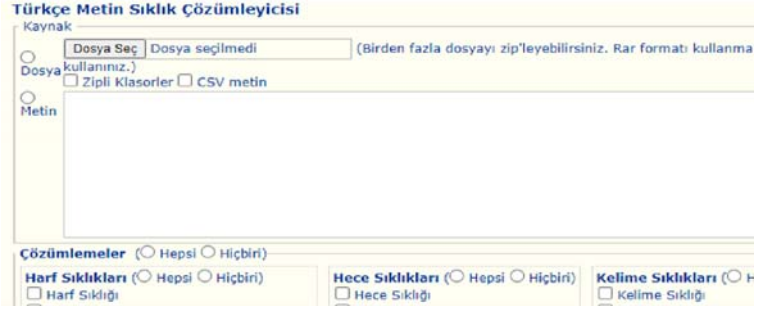 Türkçe Metin Sıklık Çözümleyicisi
Kaynak
Dosya Seç Dosya seçilmedi (Birden fazla dosyayı zip'leyebilirsiniz. Rar formatı kullanma
Dosya kullanınız.)
Zipli Klasorler CSV metin
Metin
Çözümlemeler (Hepsi Hiçbiri)
Harf Sıklıkları (Hepsi Hiçbiri) Hece Sıklıkları (Hepsi Hiçbiri) Kelime Sıklıkları (H
Harf Sıklığı Hece Sıklığı Kelime Sıklığı